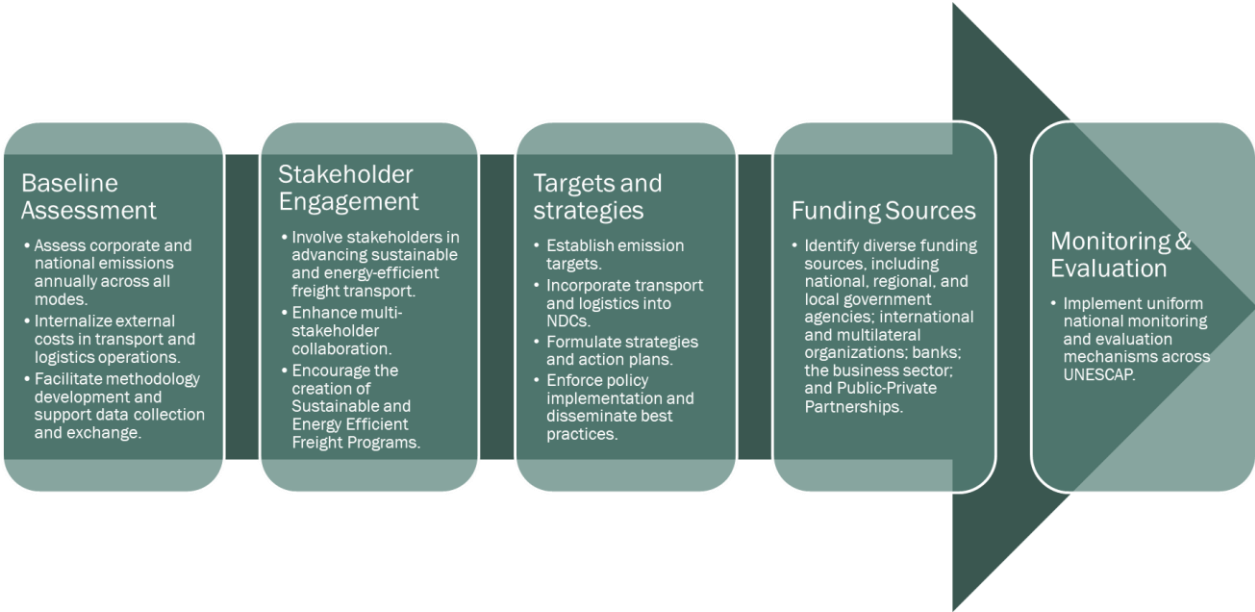 Baseline
Assessment
• Assess corporate and
national emissions
annually across all
modes.
• Internalize external
costs in transport and
logistics operations.
• Facilitate methodology
development and
support data collection
and exchange.
Stakeholder
Engagement
• Involve stakeholders in
advancing sustainable
and energy-efficient
freight transport.
• Enhance multi-
stakeholder
collaboration.
• Encourage the
creation of
Sustainable and
Energy Efficient
Freight Programs.
Targets and
strategies
• Establish emission
targets.
• Incorporate transport
and logistics into
NDCs.
• Formulate strategies
and action plans.
• Enforce policy
implementation and
disseminate best
practices.
Funding Sources
• Identify diverse funding
sources, including
national, regional, and
local government
agencies; international
and multilateral
organizations; banks;
the business sector;
and Public-Private
Partnerships.
Monitoring &
Evaluation
• Implement uniform
national monitoring
and evaluation
mechanisms across
UNESCAP.